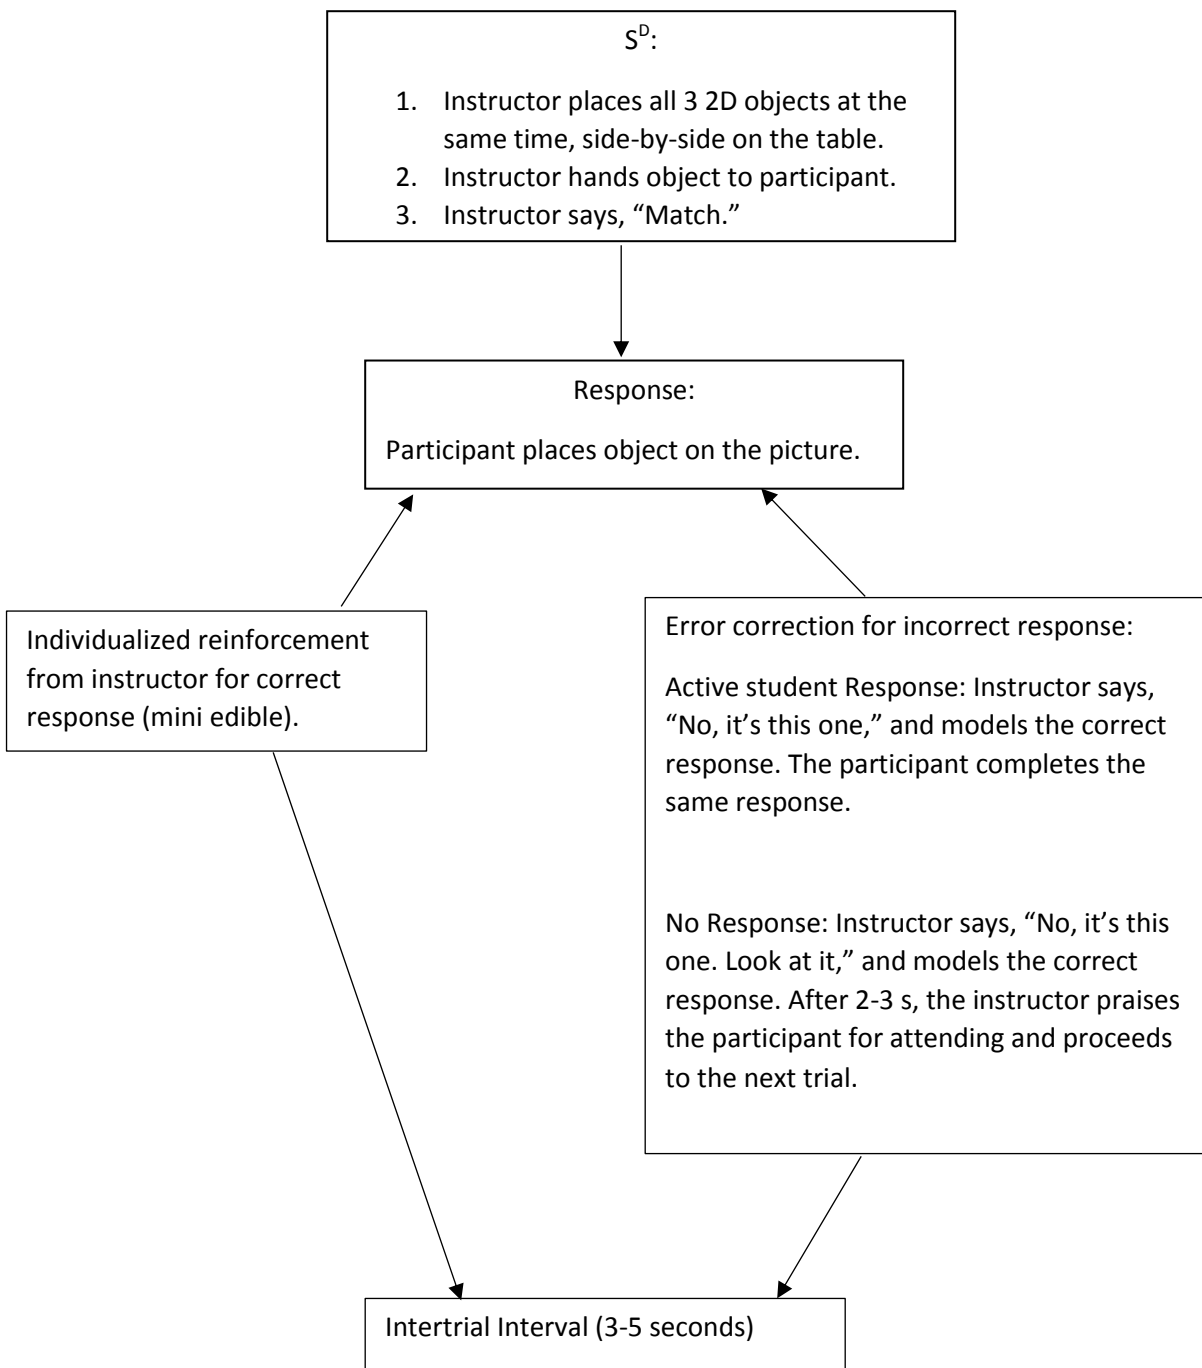 S^D:
1. Instructor places all 3 2D objects at the
same time, side-by-side on the table.
2. Instructor hands object to participant.
3. Instructor says, “Match.”
Response:
Participant places object on the picture.
Individualized reinforcement
from instructor for correct
response (mini edible).
Error correction for incorrect response:
Active student Response: Instructor says,
“No, it’s this one,” and models the correct
response. The participant completes the
same response.
No Response: Instructor says, “No, it’s this
one. Look at it,” and models the correct
response. After 2-3 s, the instructor praises
the participant for attending and proceeds
to the next trial.
Intertrial Interval (3-5 seconds)